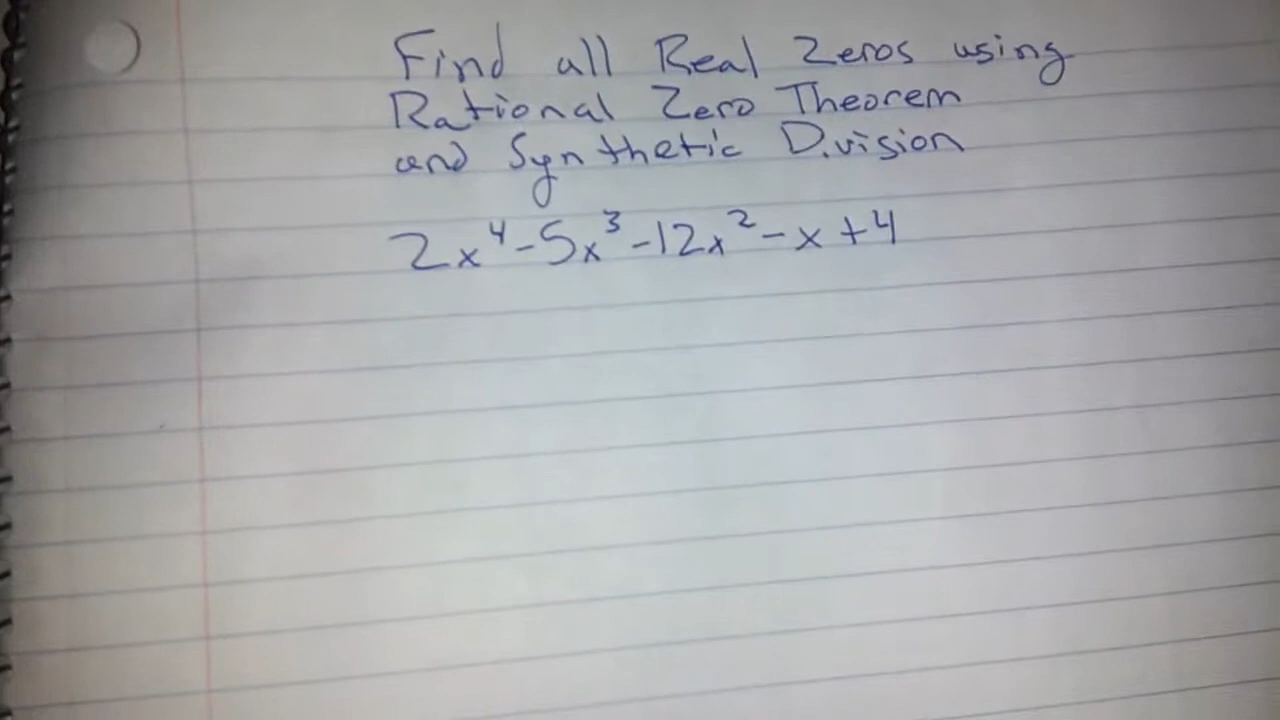 Find all Real Zeros using
Rational Zero Theorem
and Synthetic Division
2x⁴-5x³-12x²-x+4